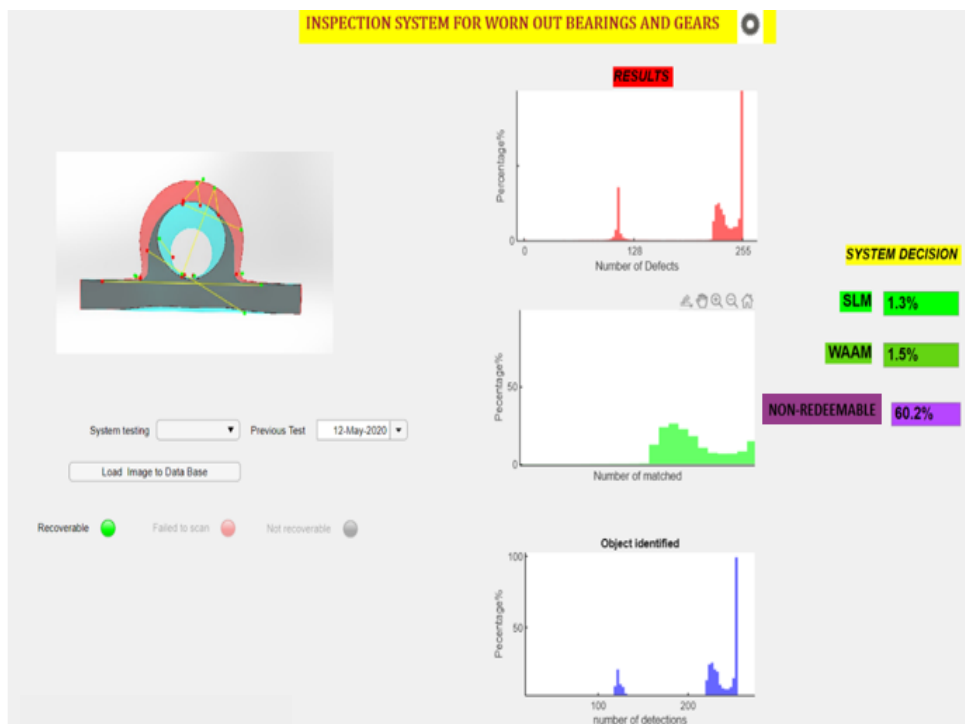 INSPECTION SYSTEM FOR WORN OUT BEARINGS AND GEARS
RESULTS
Percentage%
0
0
128
255
Number of Defects
SYSTEM DECISION
SLM
1.3%
WAAM
1.5%
NON-REDEEMABLE
60.2%
Pecentage%
50
0
Number of matched
System testing
Previous Test
12-May-2020
Load Image to Data Base
Recoverable
Failed to scan
Not recoverable
Object identified
Pecentage%
100
50
100
200
number of detections